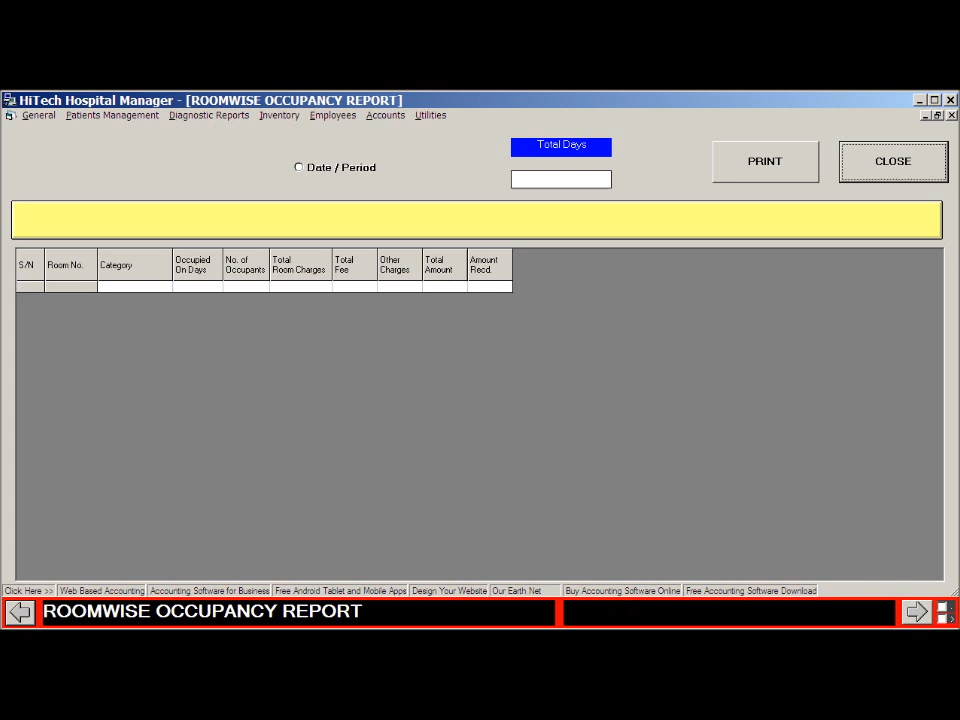 HiTech Hospital Manager - [ROOMWISE OCCUPANCY REPORT]
General Patients Management Diagnostic Reports Inventory Employees Accounts Utilities
Total Days
Date / Period
PRINT
CLOSE
S/N
Room No.
Category
Occupied
On Days
No. of
Occupants
Total
Room Charges
Total
Fee
Other
Charges
Total
Amount
Amount
Recd.
Click Here >> Web Based Accounting Accounting Software for Business Free Android Tablet and Mobile Apps Design Your Website Our Earth Net Buy Accounting Software Online Free Accounting Software Download
ROOMWISE OCCUPANCY REPORT